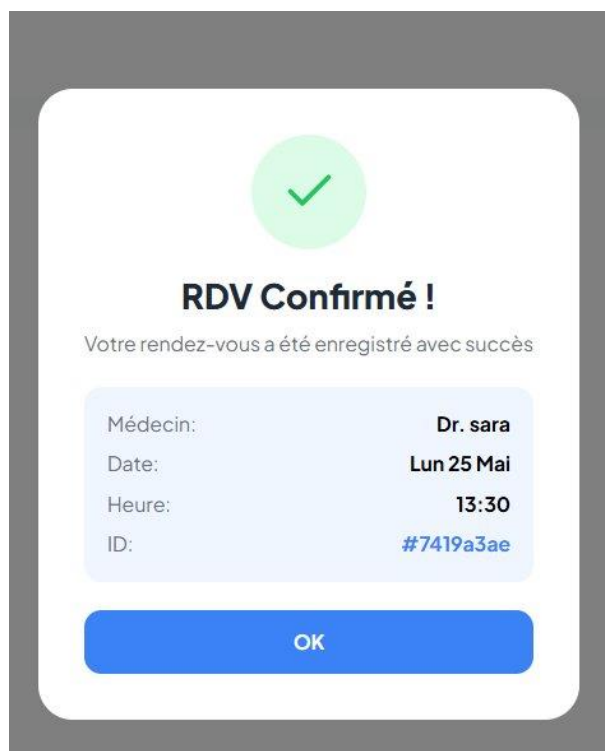 RDV Confirmé !
Votre rendez-vous a été enregistré avec succès
Médecin: Dr. sara
Date: Lun 25 Mai
Heure: 13:30
ID: #7419a3ae
OK